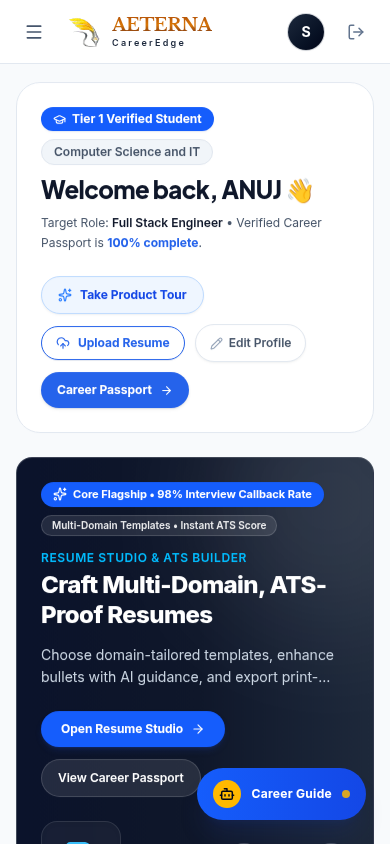 AETERNA
CareerEdge
S
Tier 1 Verified Student
Computer Science and IT
Welcome back, ANUJ 👋
Target Role: Full Stack Engineer • Verified Career
Passport is 100% complete.
Take Product Tour
Upload Resume
Edit Profile
Career Passport →
Core Flagship • 98% Interview Callback Rate
Multi-Domain Templates • Instant ATS Score
RESUME STUDIO & ATS BUILDER
Craft Multi-Domain, ATS-
Proof Resumes
Choose domain-tailored templates, enhance
bullets with AI guidance, and export print-...
Open Resume Studio →
View Career Passport
Career Guide